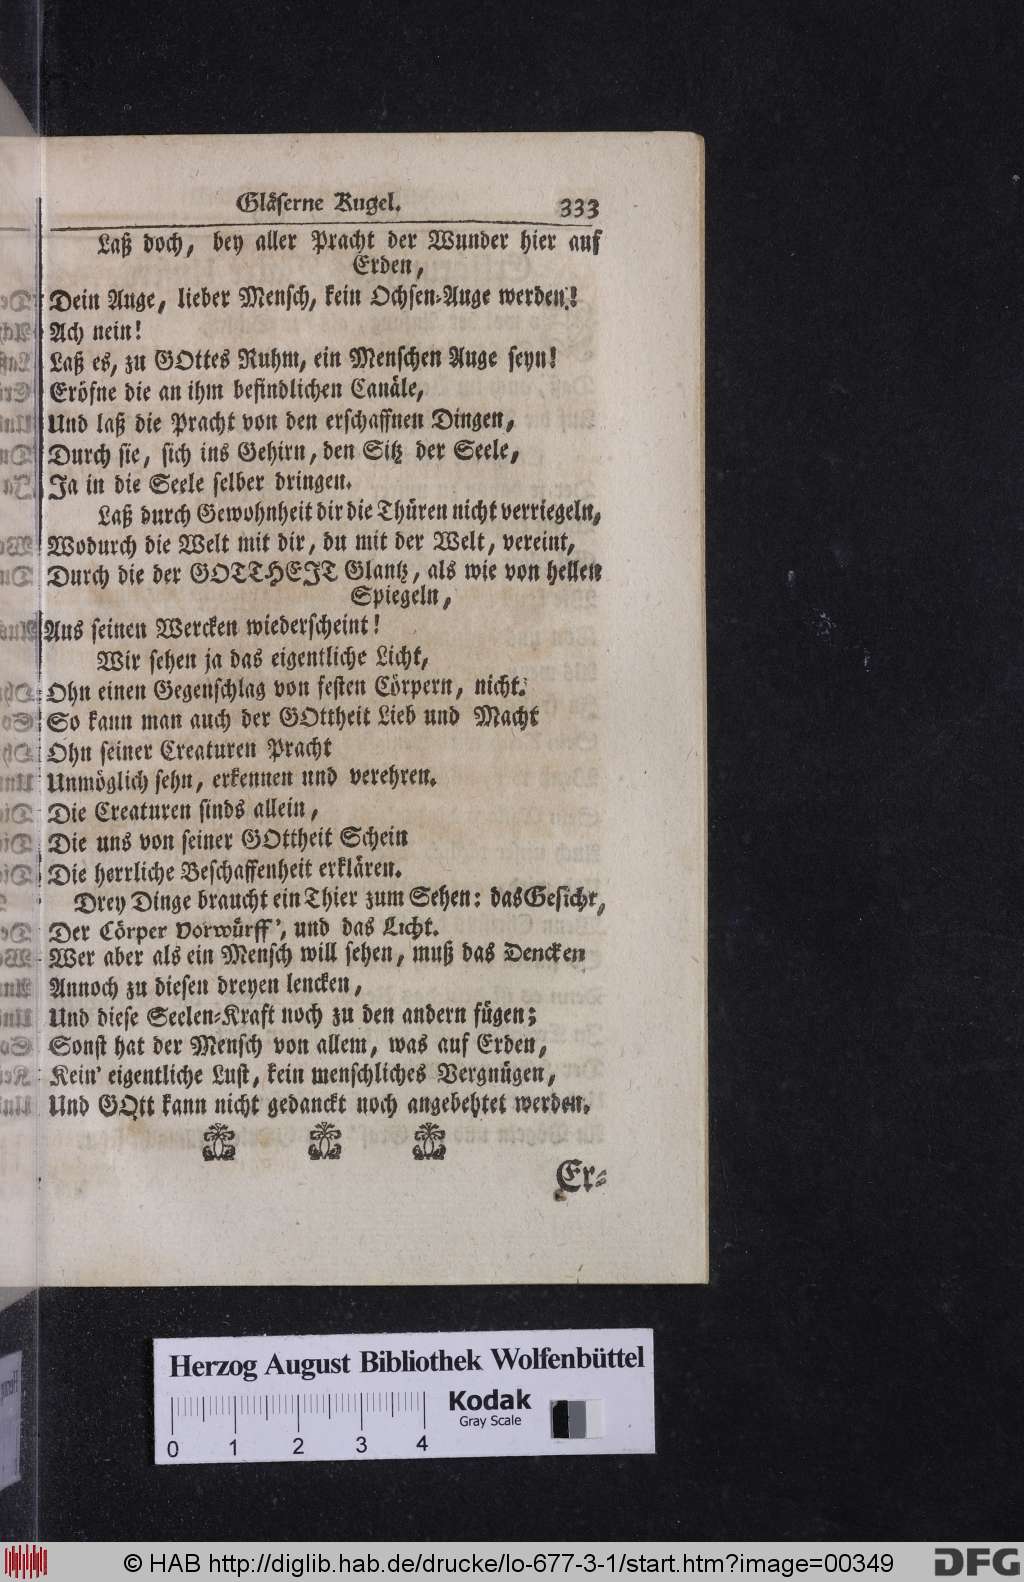 Gläserne Kugel. 333
Laß doch, bey aller Pracht der Wunder hier auf
Erden,
Dein Auge, lieber Mensch, kein Ochsen-Auge werden!
Ach nein!
Laß es, zu GOttes Ruhm, ein Menschen Auge seyn!
Eröfne die an ihm befindlichen Canäle,
Und laß die Pracht von den erschaffnen Dingen,
Durch sie, sich ins Gehirn, den Sitz der Seele,
Ja in die Seele selber dringen.
Laß durch Gewohnheit dir die Thüren nicht verriegeln,
Wodurch die Welt mit dir, du mit der Welt, vereint,
Durch die der GOTTHEIT Glantz, als wie von hellen
Spiegeln,
Aus seinen Wercken wiederscheint!
Wir sehen ja das eigentliche Licht,
Ohn einen Gegenschlag von festen Cörpern, nicht.
So kann man auch der GOttheit Lieb und Macht
Ohn seiner Creaturen Pracht
Unmöglich sehn, erkennen und verehren.
Die Creaturen sinds allein,
Die uns von seiner GOttheit Schein
Die herrliche Beschaffenheit erklären.
Drey Dinge braucht ein Thier zum Sehen: das Gesicht,
Der Cörper Vorwürff', und das Licht.
Wer aber als ein Mensch will sehen, muß das Dencken
Annoch zu diesen dreyen lencken,
Und diese Seelen-Kraft noch zu den andern fügen;
Sonst hat der Mensch von allem, was auf Erden,
Kein' eigentliche Lust, kein menschliches Vergnügen,
Und GOtt kann nicht gedanckt noch angebehtet werden.
Er-
Herzog August Bibliothek Wolfenbüttel
Kodak
Gray Scale
0 1 2 3 4
© HAB http://diglib.hab.de/drucke/lo-677-3-1/start.htm?image=00349
DFG